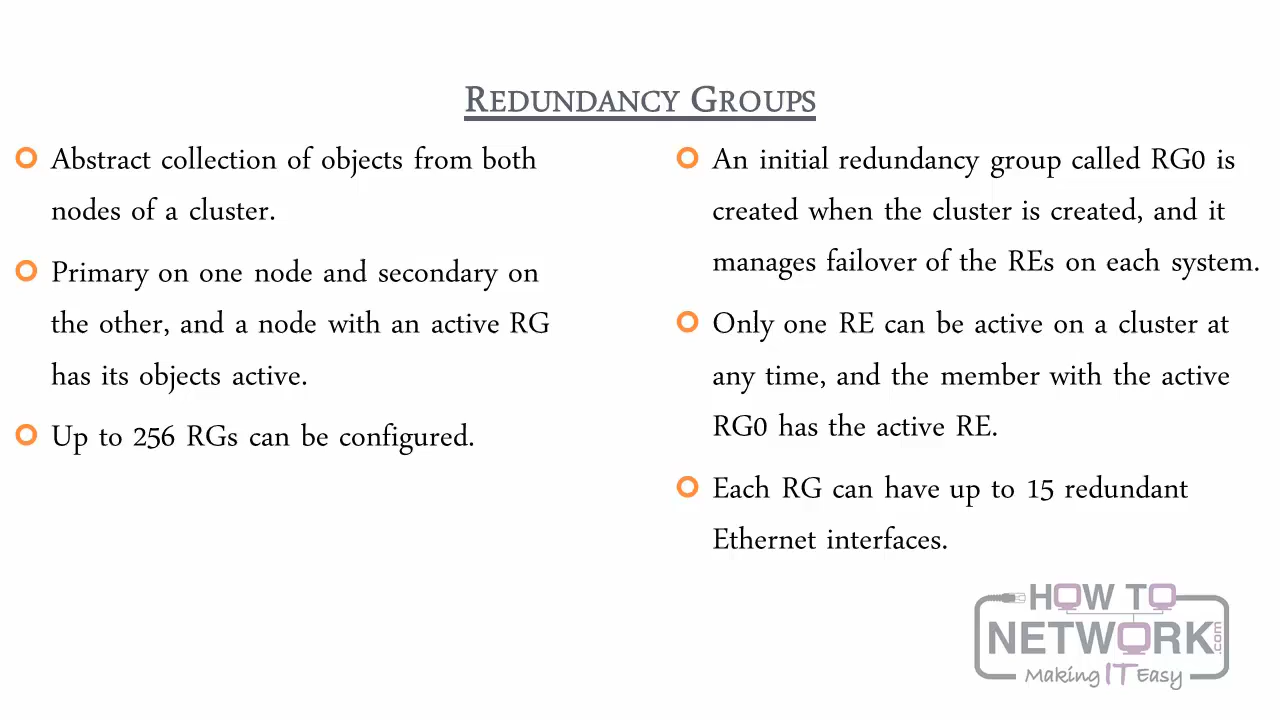 REDUNDANCY GROUPS
Abstract collection of objects from both
nodes of a cluster.
Primary on one node and secondary on
the other, and a node with an active RG
has its objects active.
Up to 256 RGs can be configured.
An initial redundancy group called RG0 is
created when the cluster is created, and it
manages failover of the REs on each system.
Only one RE can be active on a cluster at
any time, and the member with the active
RG0 has the active RE.
Each RG can have up to 15 redundant
Ethernet interfaces.
HOW TO
NETWORK.com
Making IT Easy